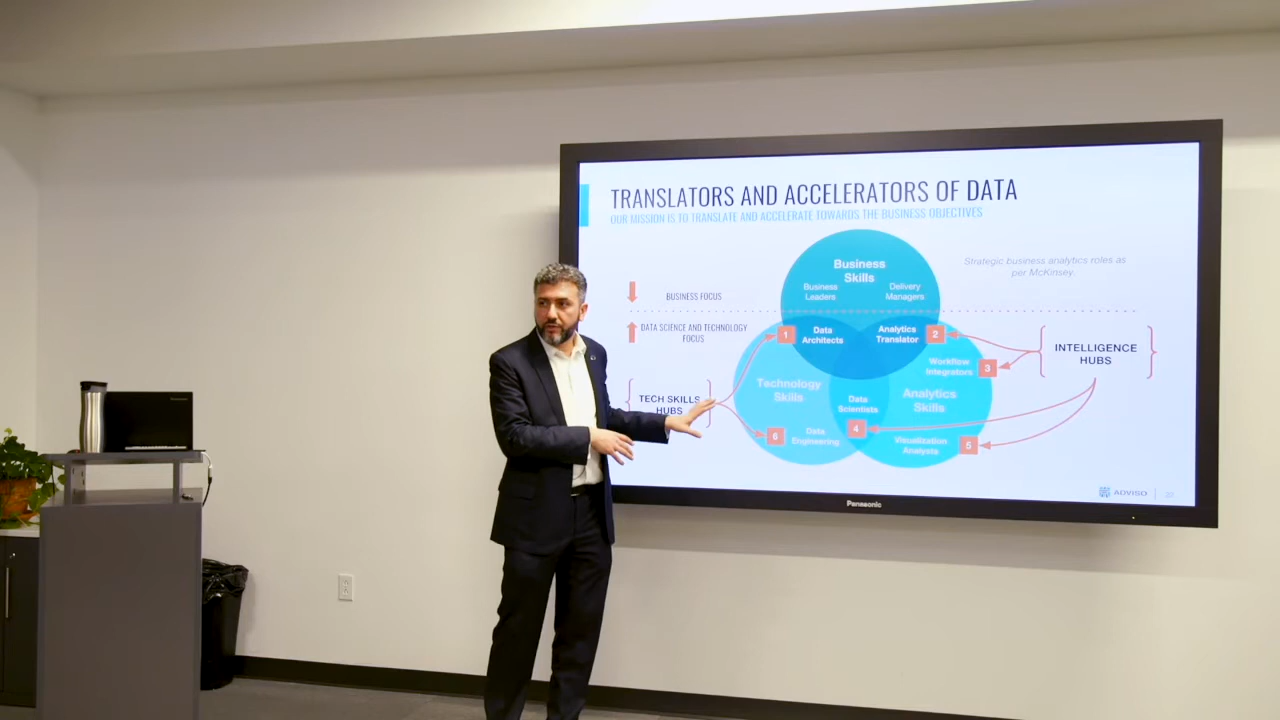 TRANSLATORS AND ACCELERATORS OF DATA
OUR MISSION IS TO TRANSLATE AND ACCELERATE TOWARDS THE BUSINESS OBJECTIVES
Strategic business analytics roles as
per McKinsey.
Business
Skills
Business
Leaders
Delivery
Managers
BUSINESS FOCUS
DATA SCIENCE AND TECHNOLOGY
FOCUS
1
Data
Architects
Analytics
Translator
2
INTELLIGENCE
HUBS
Workflow
Integrators
3
Technology
Skills
Analytics
Skills
TECH SKILLS
HUBS
Data
Scientists
4
6
Data
Engineering
Visualization
Analysts
5
ADVISO
Panasonic